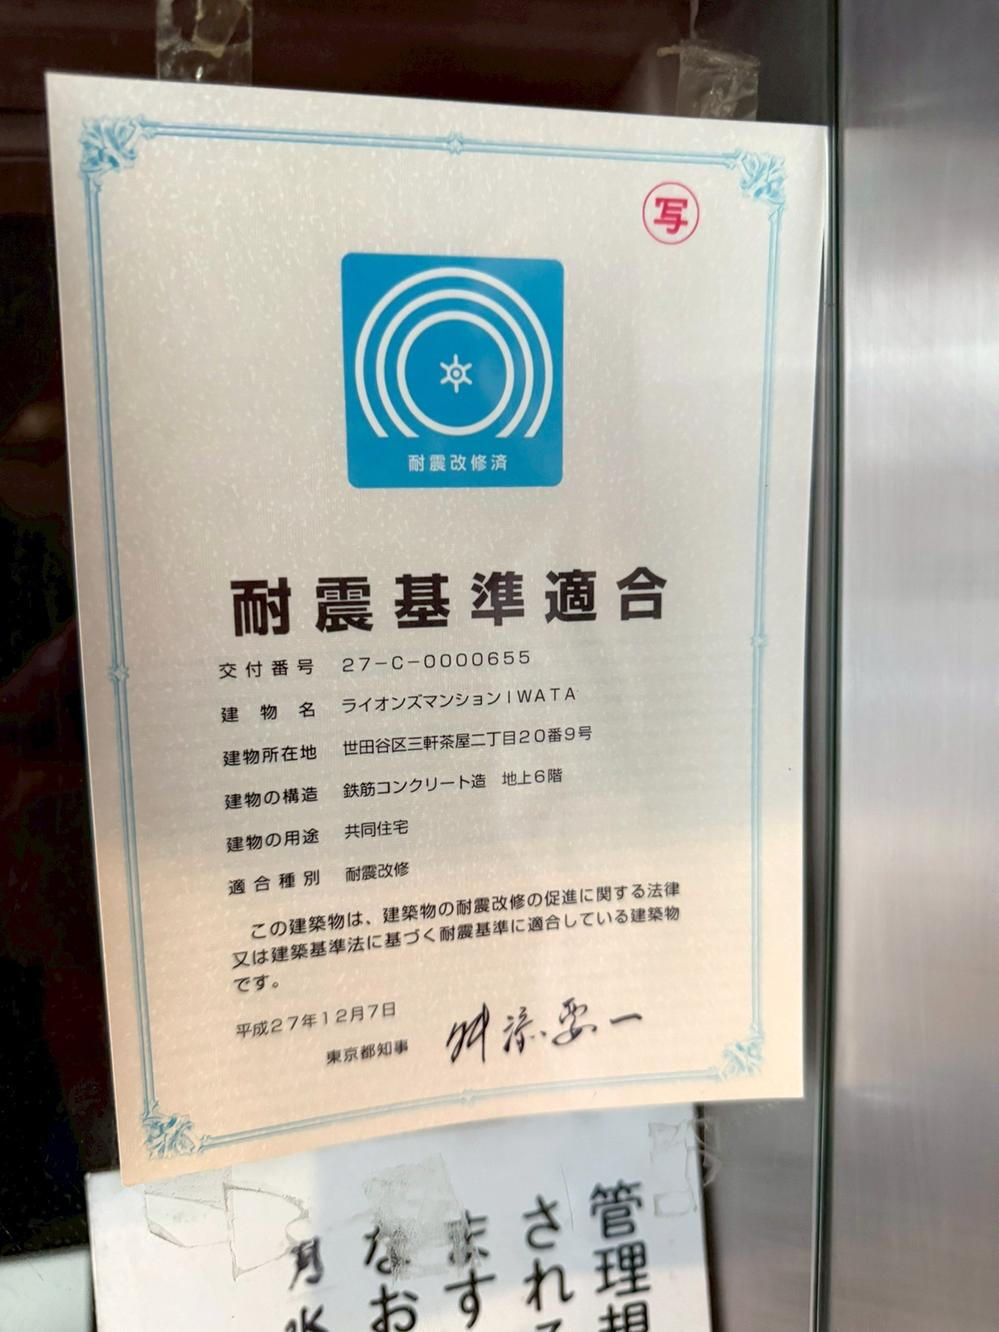 写
耐震改修済
耐震基準適合
交付番号 27-C-0000655
建物名 ライオンズマンションIWATA
建物所在地 世田谷区三軒茶屋二丁目20番9号
建物の構造 鉄筋コンクリート造 地上6階
建物の用途 共同住宅
適合種別 耐震改修
この建築物は、建築物の耐震改修の促進に関する法律
又は建築基準法に基づく耐震基準に適合している建築物
です。
平成27年12月7日
東京都知事 舛添要一
管理規
され
ます
なお
月水